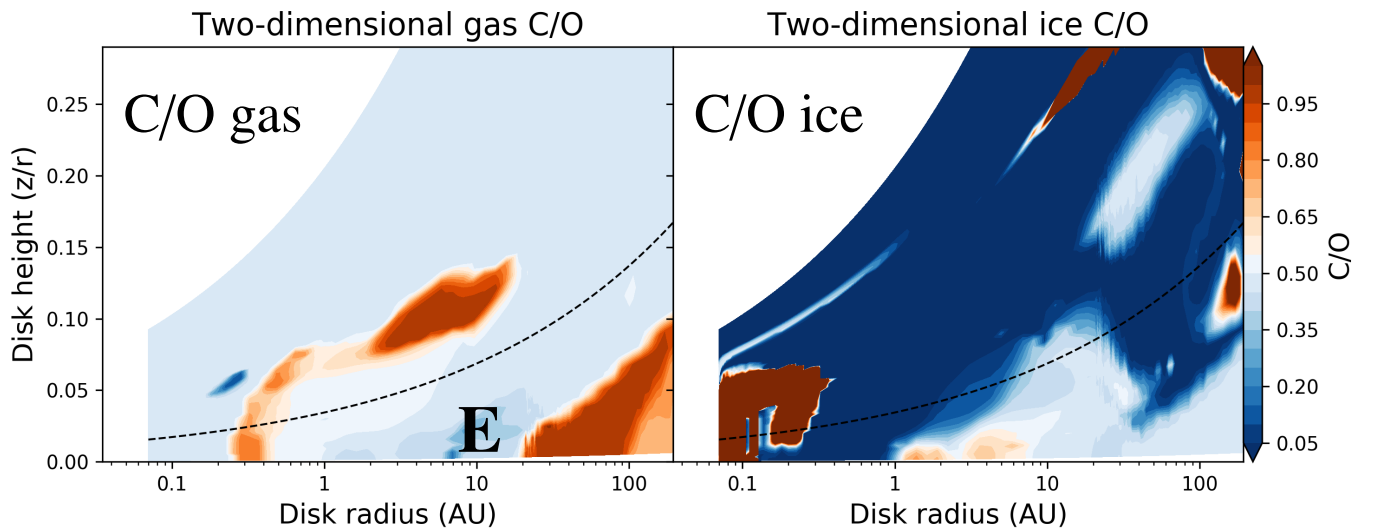 Two-dimensional gas C/O
Two-dimensional ice C/O
C/O gas
C/O ice
E
Disk height (z/r)
0.25
0.20
0.15
0.10
0.05
0.00
0.1
1
10
100
Disk radius (AU)
0.1
1
10
100
Disk radius (AU)
0.95
0.80
0.65
0.50
0.35
0.20
0.05
C/O